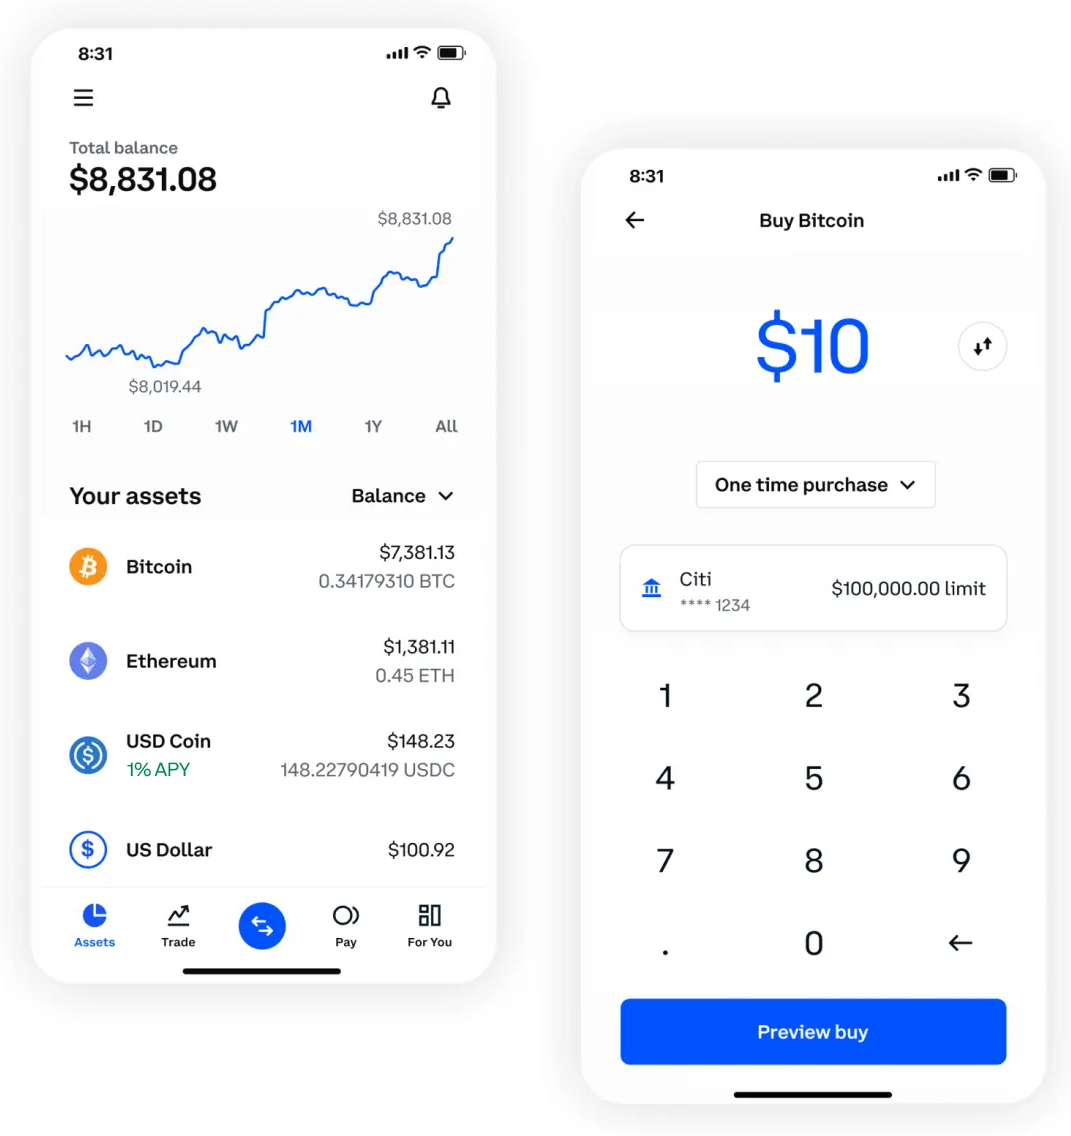 8:31
Total balance
$8,831.08
$8,831.08
$8,019.44
1H 1D 1W 1M 1Y All
Your assets Balance
Bitcoin $7,381.13
0.34179310 BTC
Ethereum $1,381.11
0.45 ETH
USD Coin $148.23
1% APY 148.22790419 USDC
$ US Dollar $100.92
Assets Trade Pay For You
8:31
Buy Bitcoin
$10
One time purchase
Citi
$100,000.00 limit
**** 1234
1 2 3
4 5 6
7 8 9
. 0 ←
Preview buy